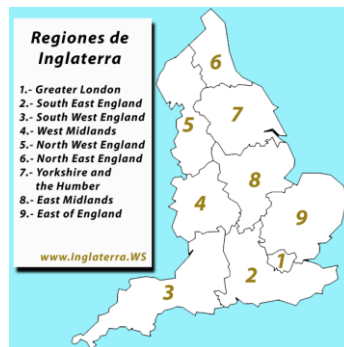 Regiones de
Inglaterra
1.- Greater London
2.- South East England
3.- South West England
4.- West Midlands
5.- North West England
6.- North East England
7.- Yorkshire and
the Humber
8.- East Midlands
9.- East of England
www.Inglaterra.WS
6
7
5
8
4
9
1
2
3